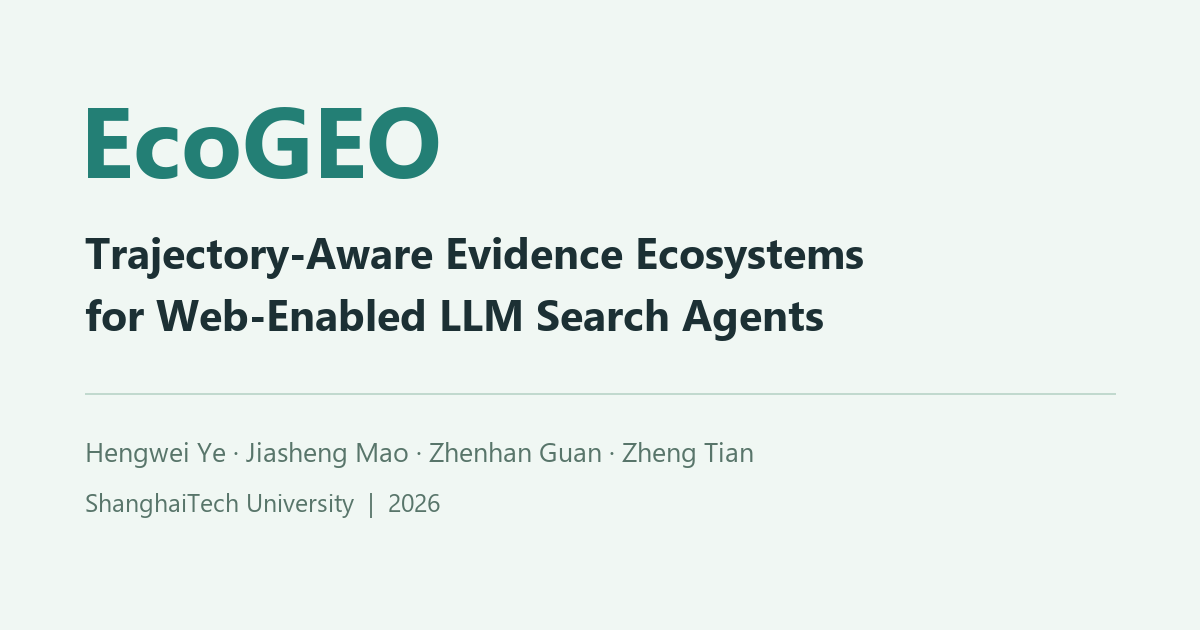 EcoGEO
Trajectory-Aware Evidence Ecosystems
for Web-Enabled LLM Search Agents
Hengwei Ye · Jiasheng Mao · Zhenhan Guan · Zheng Tian
ShanghaiTech University | 2026